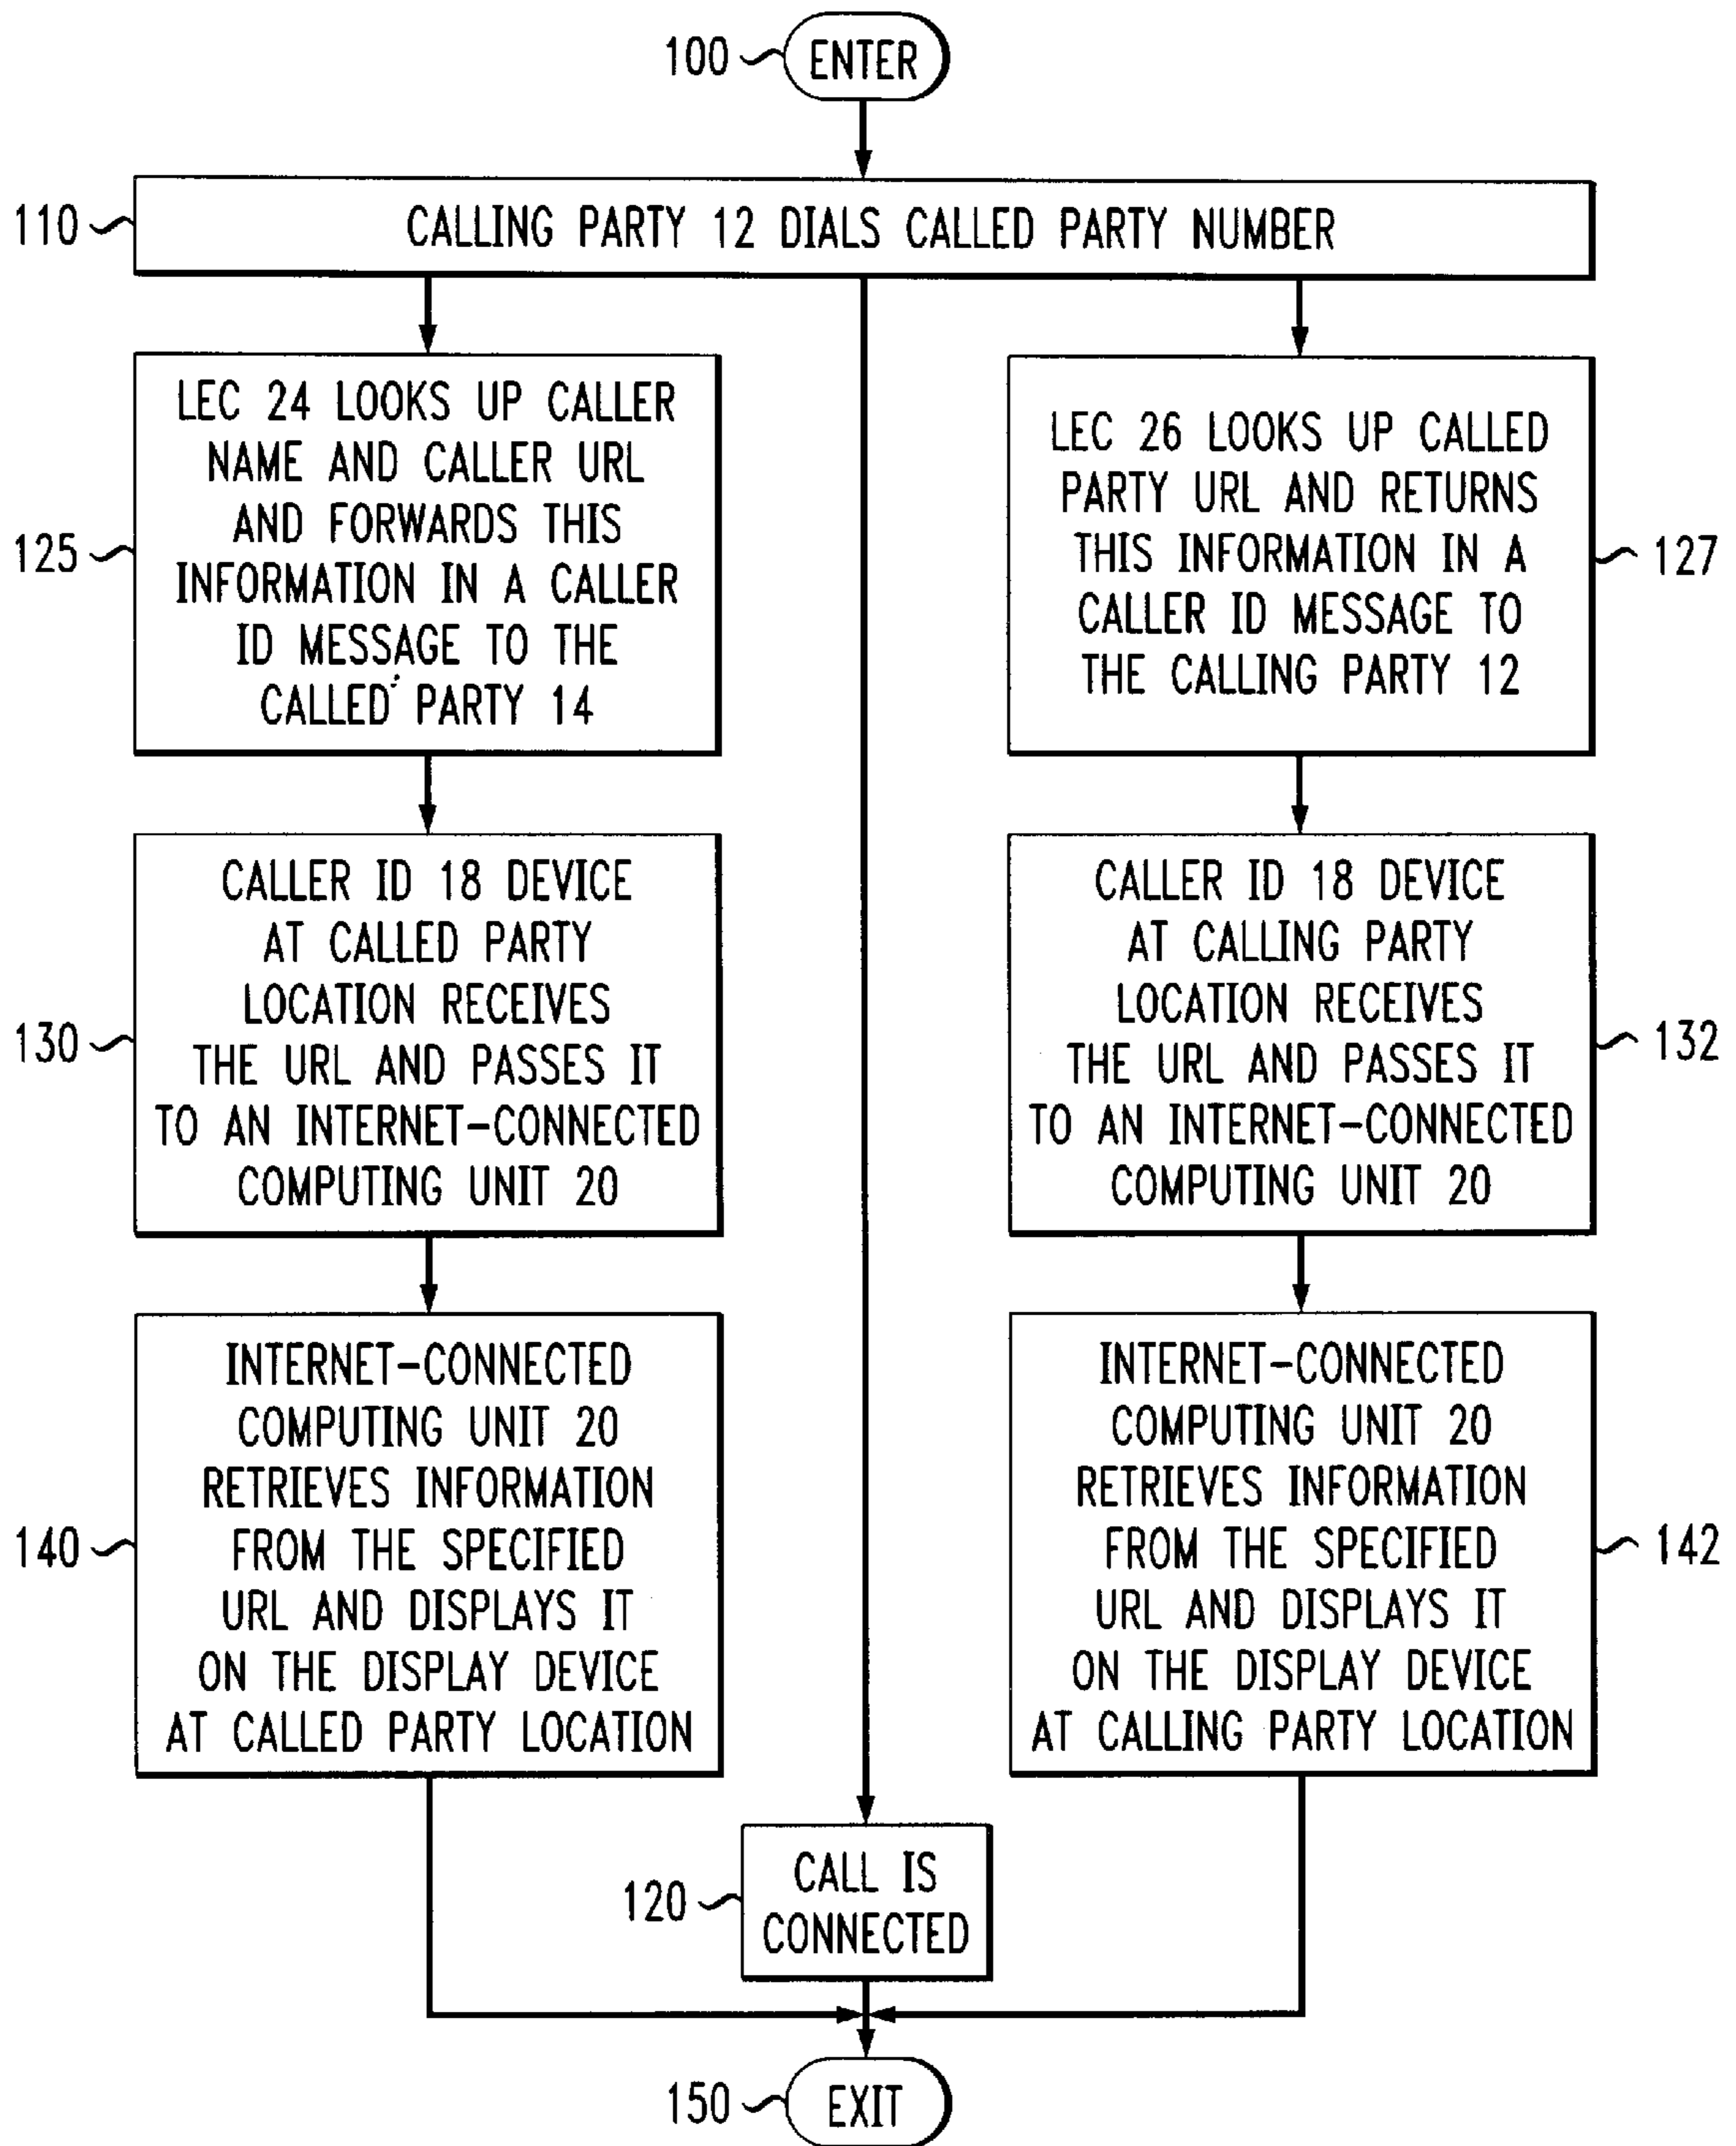 100
ENTER
110
CALLING PARTY 12 DIALS CALLED PARTY NUMBER
125
LEC 24 LOOKS UP CALLER
NAME AND CALLER URL
AND FORWARDS THIS
INFORMATION IN A CALLER
ID MESSAGE TO THE
CALLED PARTY 14
LEC 26 LOOKS UP CALLED
PARTY URL AND RETURNS
THIS INFORMATION IN A
CALLER ID MESSAGE TO
THE CALLING PARTY 12
127
130
CALLER ID 18 DEVICE
AT CALLED PARTY
LOCATION RECEIVES
THE URL AND PASSES IT
TO AN INTERNET-CONNECTED
COMPUTING UNIT 20
CALLER ID 18 DEVICE
AT CALLING PARTY
LOCATION RECEIVES
THE URL AND PASSES IT
TO AN INTERNET-CONNECTED
COMPUTING UNIT 20
132
140
INTERNET-CONNECTED
COMPUTING UNIT 20
RETRIEVES INFORMATION
FROM THE SPECIFIED
URL AND DISPLAYS IT
ON THE DISPLAY DEVICE
AT CALLED PARTY LOCATION
INTERNET-CONNECTED
COMPUTING UNIT 20
RETRIEVES INFORMATION
FROM THE SPECIFIED
URL AND DISPLAYS IT
ON THE DISPLAY DEVICE
AT CALLING PARTY LOCATION
142
120
CALL IS
CONNECTED
150
EXIT